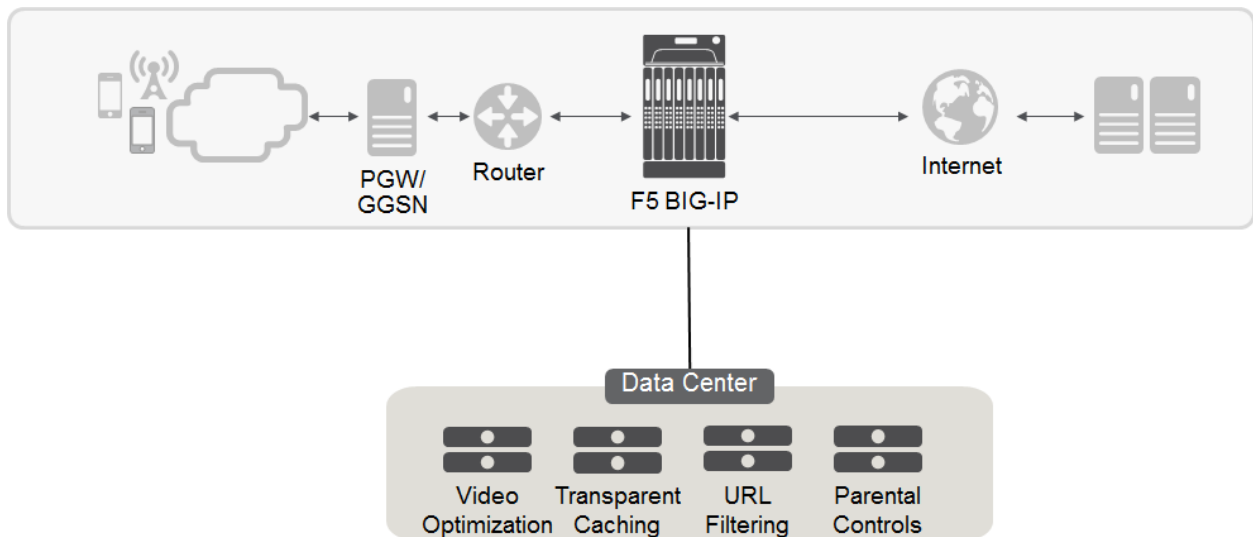 PGW/
GGSN
Router
F5 BIG-IP
Internet
Data Center
Video
Optimization
Transparent
Caching
URL
Filtering
Parental
Controls